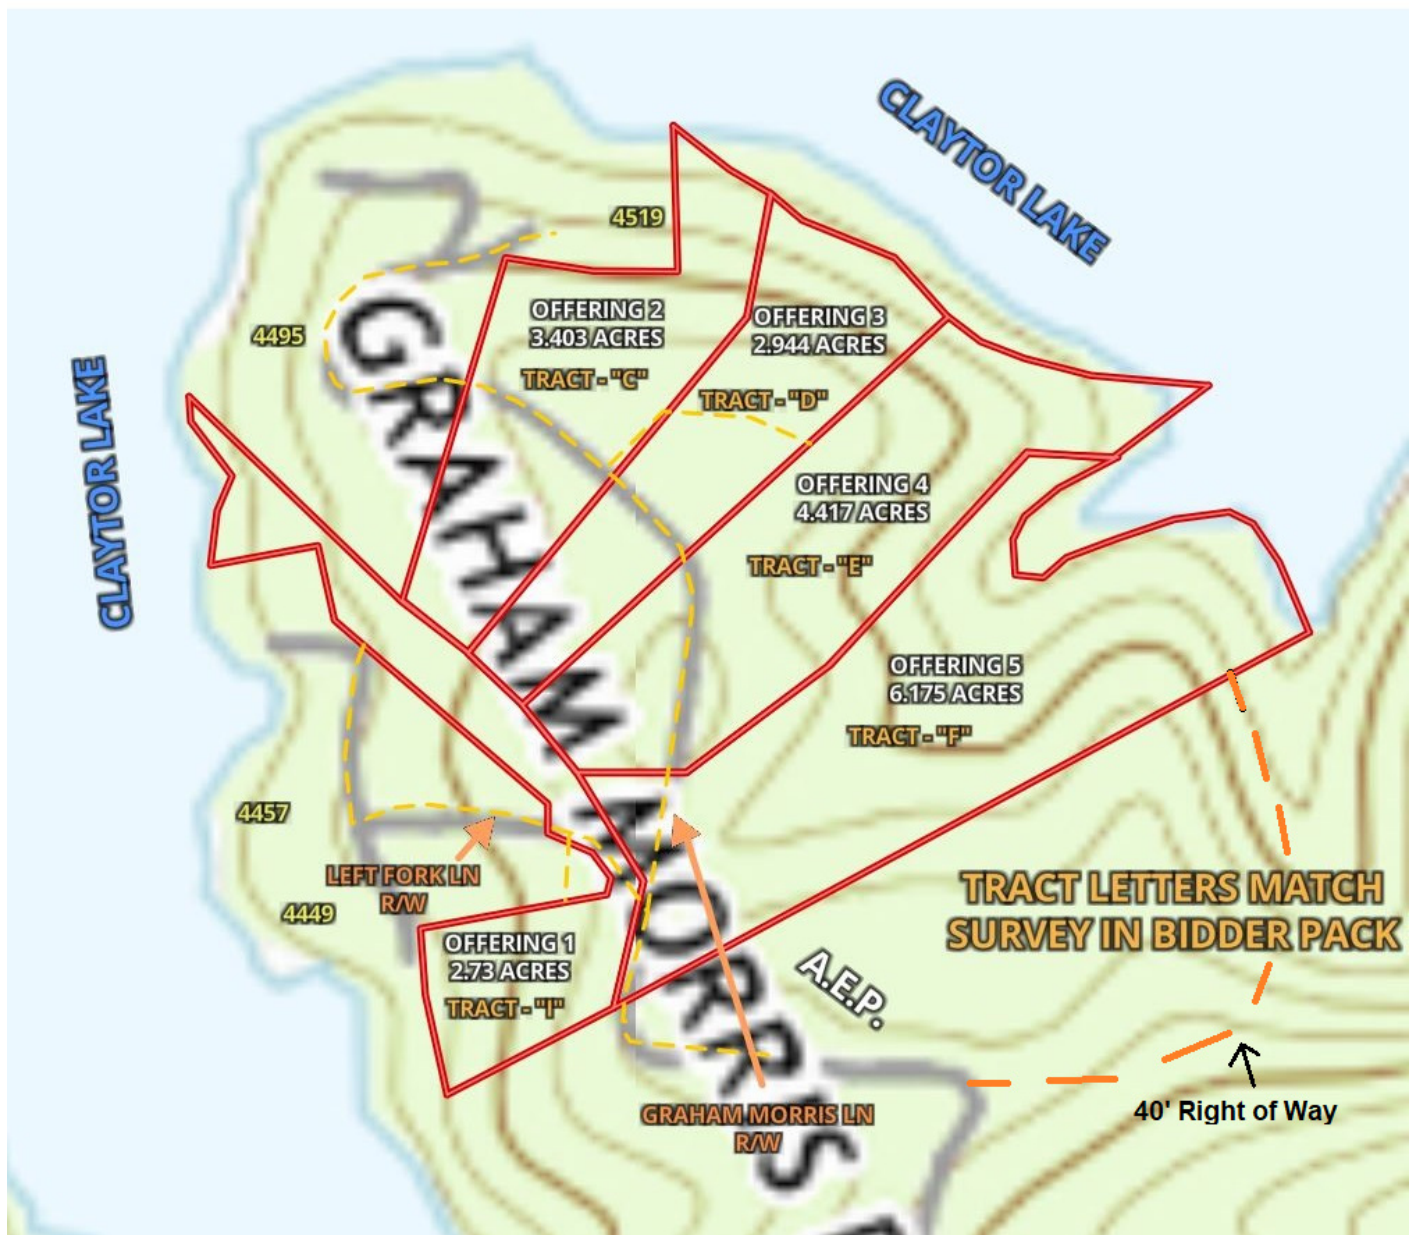 CLAYTOR LAKE
4519
OFFERING 2
3.403 ACRES
TRACT - "C"
OFFERING 3
2.944 ACRES
TRACT - "D"
4495
CLAYTOR LAKE
OFFERING 4
4.417 ACRES
TRACT - "E"
OFFERING 5
6.175 ACRES
TRACT - "F"
GRAHAM MORRIS
4457
LEFT FORK LN
R/W
4449
OFFERING 1
2.73 ACRES
TRACT - "I"
TRACT LETTERS MATCH
SURVEY IN BIDDER PACK
A.E.P.
GRAHAM MORRIS LN
R/W
40' Right of Way